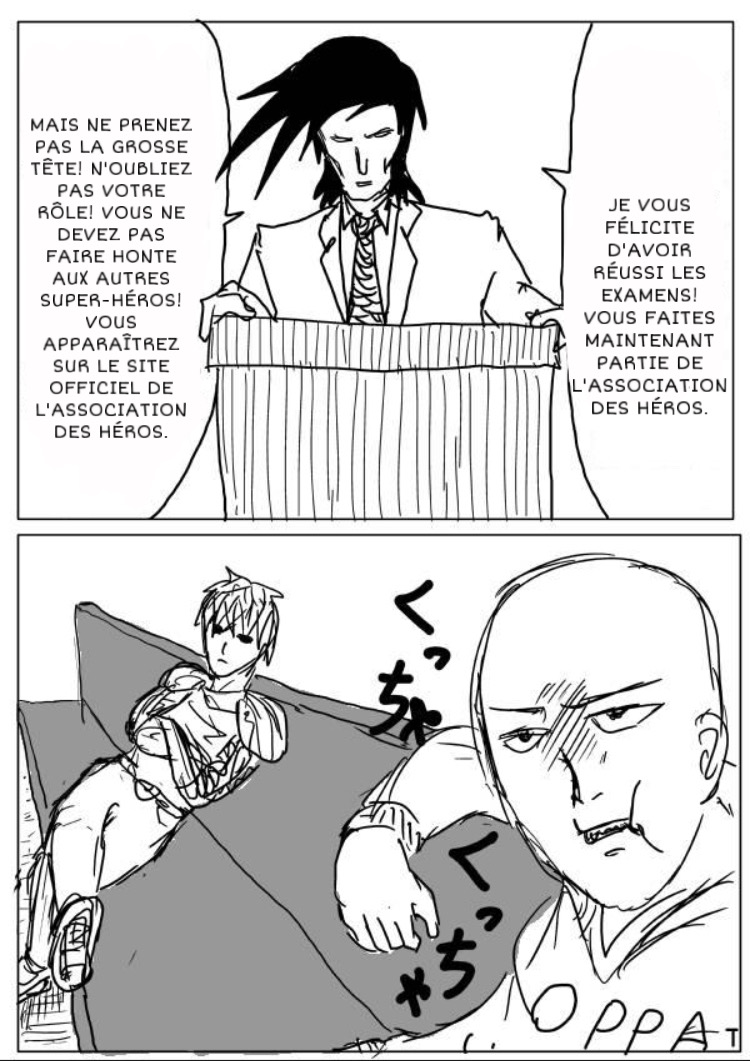 JE VOUS
FÉLICITE
D'AVOIR
RÉUSSI LES
EXAMENS!
VOUS FAITES
MAINTENANT
PARTIE DE
L'ASSOCIATION
DES HÉROS.
MAIS NE PRENEZ
PAS LA GROSSE
TÊTE! N'OUBLIEZ
PAS VOTRE
RÔLE! VOUS NE
DEVEZ PAS
FAIRE HONTE
AUX AUTRES
SUPER-HÉROS!
VOUS
APPARAÎTREZ
SUR LE SITE
OFFICIEL DE
L'ASSOCIATION
DES HÉROS.
くっちゃ
くっちゃ
OPPAT